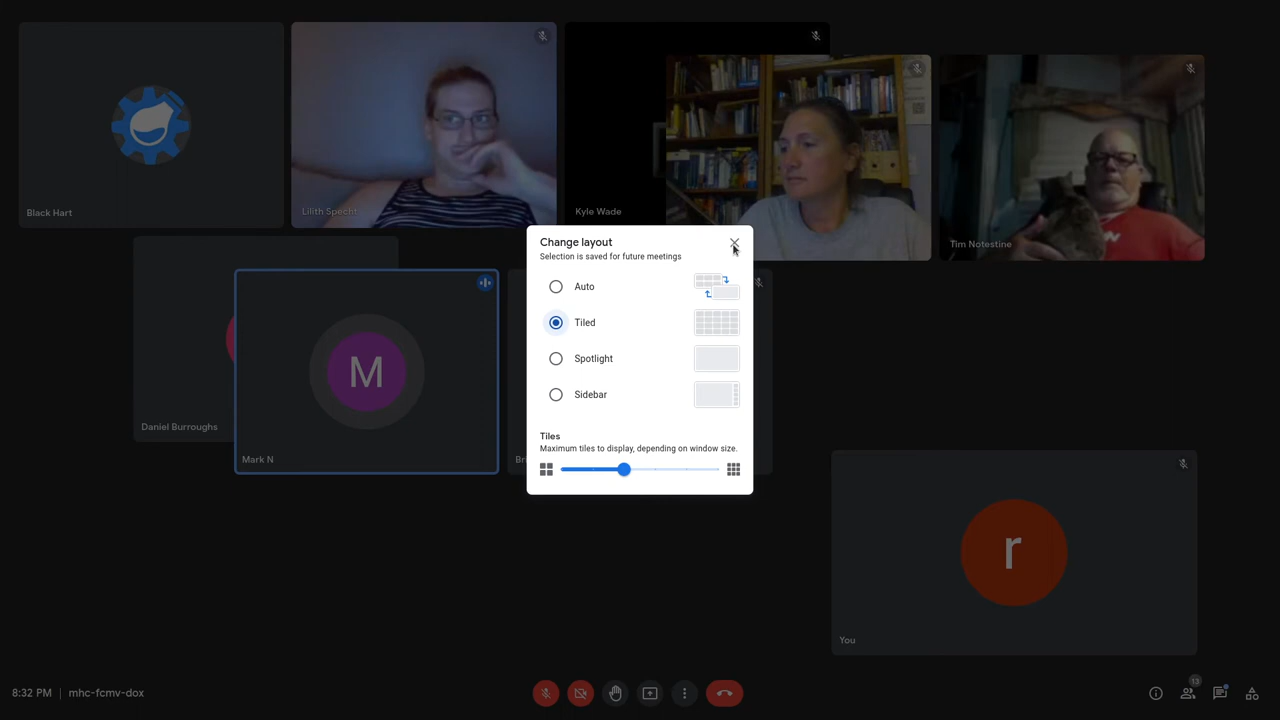 Black Hart
Lilith Specht
Kyle Wade
Tim Notestine
Change layout
Selection is saved for future meetings
Auto
Tiled
Spotlight
Sidebar
Tiles
Maximum tiles to display, depending on window size.
Daniel Burroughs
M
Mark N
Bri
r
You
8:32 PM | mhc-fcmv-dox
13